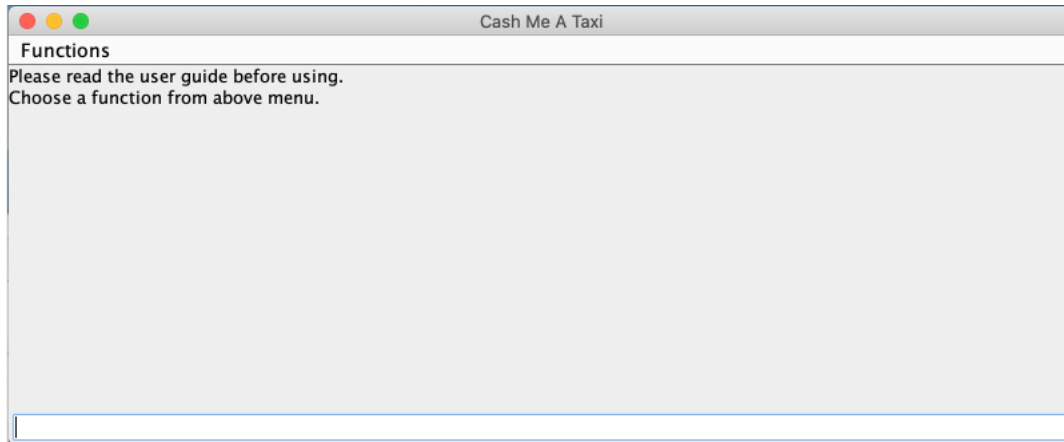 Cash Me A Taxi
Functions
Please read the user guide before using.
Choose a function from above menu.